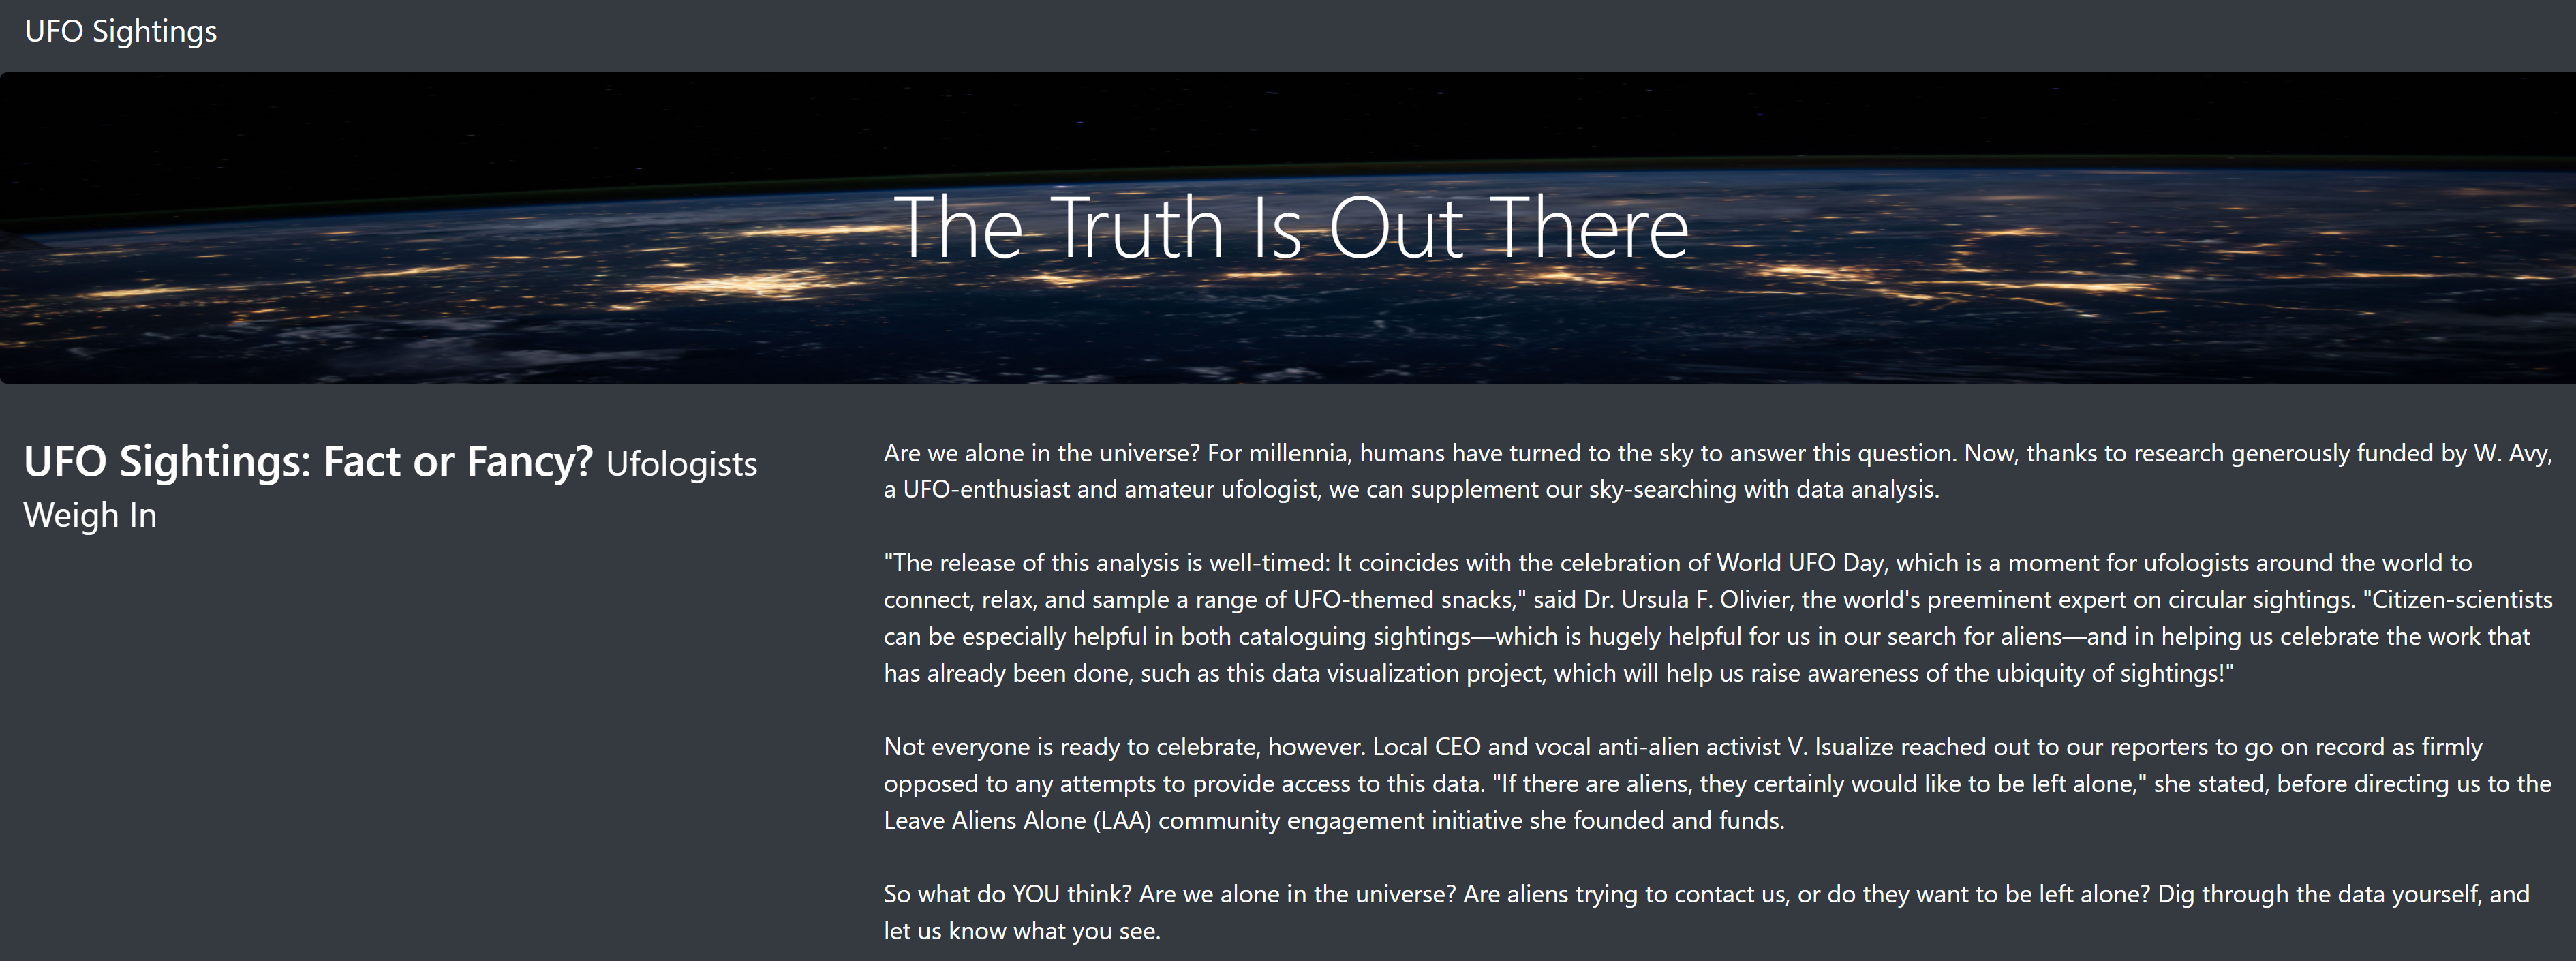 UFO Sightings
The Truth Is Out There
UFO Sightings: Fact or Fancy? Ufologists
Weigh In
Are we alone in the universe? For millennia, humans have turned to the sky to answer this question. Now, thanks to research generously funded by W. Avy,
a UFO-enthusiast and amateur ufologist, we can supplement our sky-searching with data analysis.
"The release of this analysis is well-timed: It coincides with the celebration of World UFO Day, which is a moment for ufologists around the world to
connect, relax, and sample a range of UFO-themed snacks," said Dr. Ursula F. Olivier, the world's preeminent expert on circular sightings. "Citizen-scientists
can be especially helpful in both cataloguing sightings—which is hugely helpful for us in our search for aliens—and in helping us celebrate the work that
has already been done, such as this data visualization project, which will help us raise awareness of the ubiquity of sightings!"
Not everyone is ready to celebrate, however. Local CEO and vocal anti-alien activist V. Isualize reached out to our reporters to go on record as firmly
opposed to any attempts to provide access to this data. "If there are aliens, they certainly would like to be left alone," she stated, before directing us to the
Leave Aliens Alone (LAA) community engagement initiative she founded and funds.
So what do YOU think? Are we alone in the universe? Are aliens trying to contact us, or do they want to be left alone? Dig through the data yourself, and
let us know what you see.